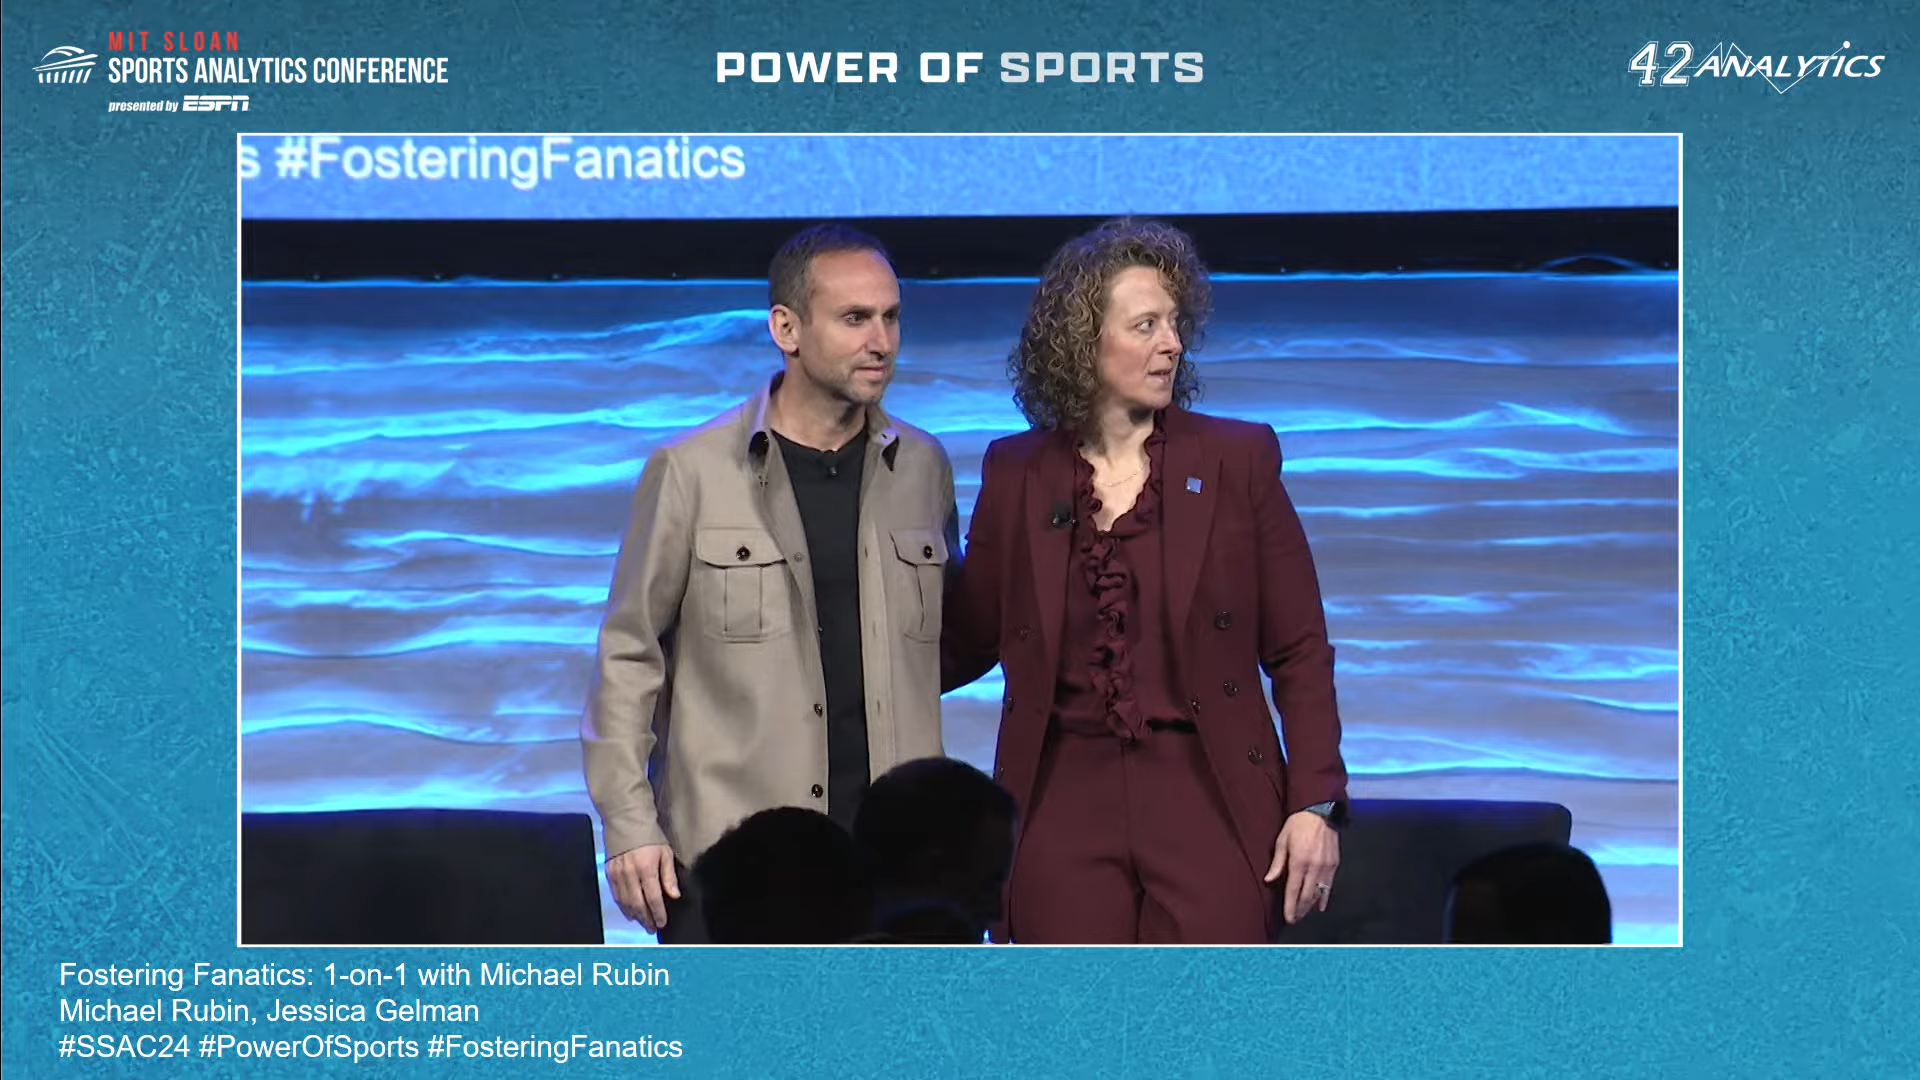 MIT SLOAN
SPORTS ANALYTICS CONFERENCE
presented by ESPN
POWER OF SPORTS
42 ANALYTICS
s #FosteringFanatics
Fostering Fanatics: 1-on-1 with Michael Rubin
Michael Rubin, Jessica Gelman
#SSAC24 #PowerOfSports #FosteringFanatics